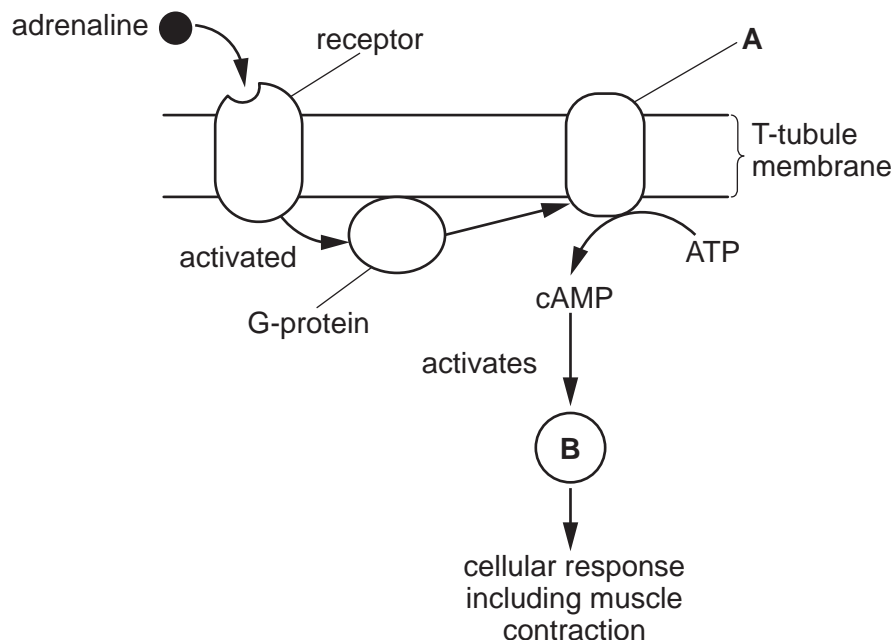 adrenaline
receptor
A
T-tubule
membrane
activated
ATP
G-protein
cAMP
activates
B
cellular response
including muscle
contraction